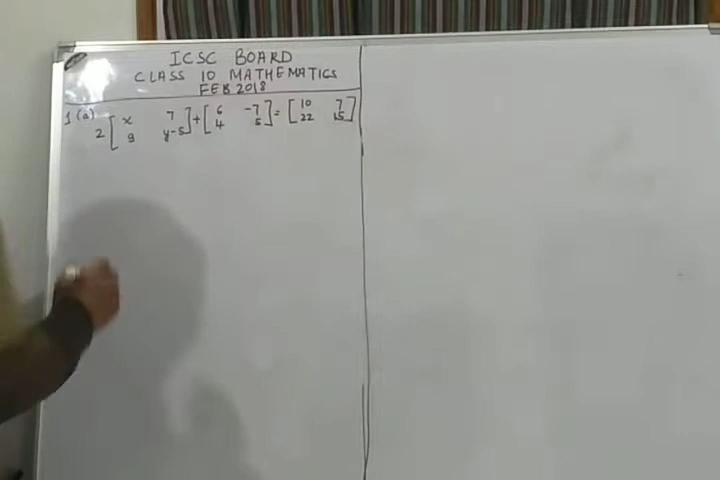 ICSC BOARD
CLASS 10 MATHEMATICS
FEB 2018
1(a) 2 [ x 7 ] + [ 6 -7 ] = [ 10 7 ]
[ 9 y-5 ] [ 4 5 ] [ 22 15 ]